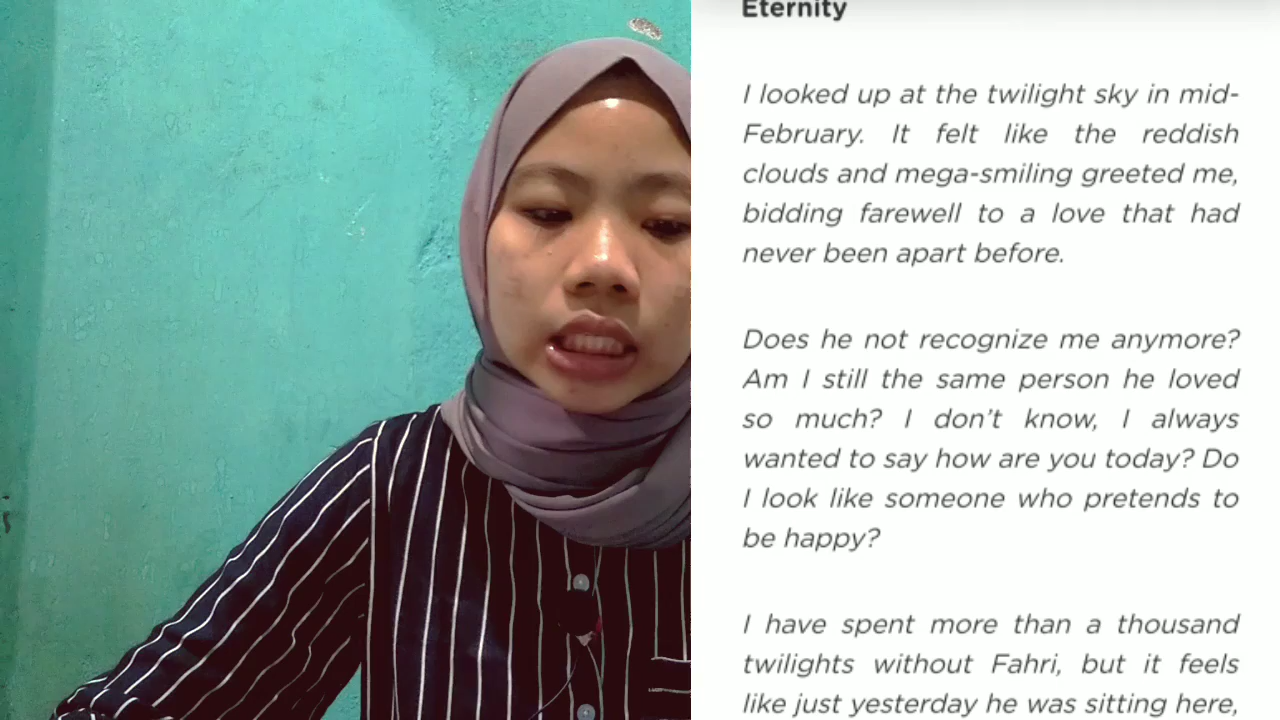 Eternity
I looked up at the twilight sky in mid-
February. It felt like the reddish
clouds and mega-smiling greeted me,
bidding farewell to a love that had
never been apart before.
Does he not recognize me anymore?
Am I still the same person he loved
so much? I don’t know, I always
wanted to say how are you today? Do
I look like someone who pretends to
be happy?
I have spent more than a thousand
twilights without Fahri, but it feels
like just yesterday he was sitting here,